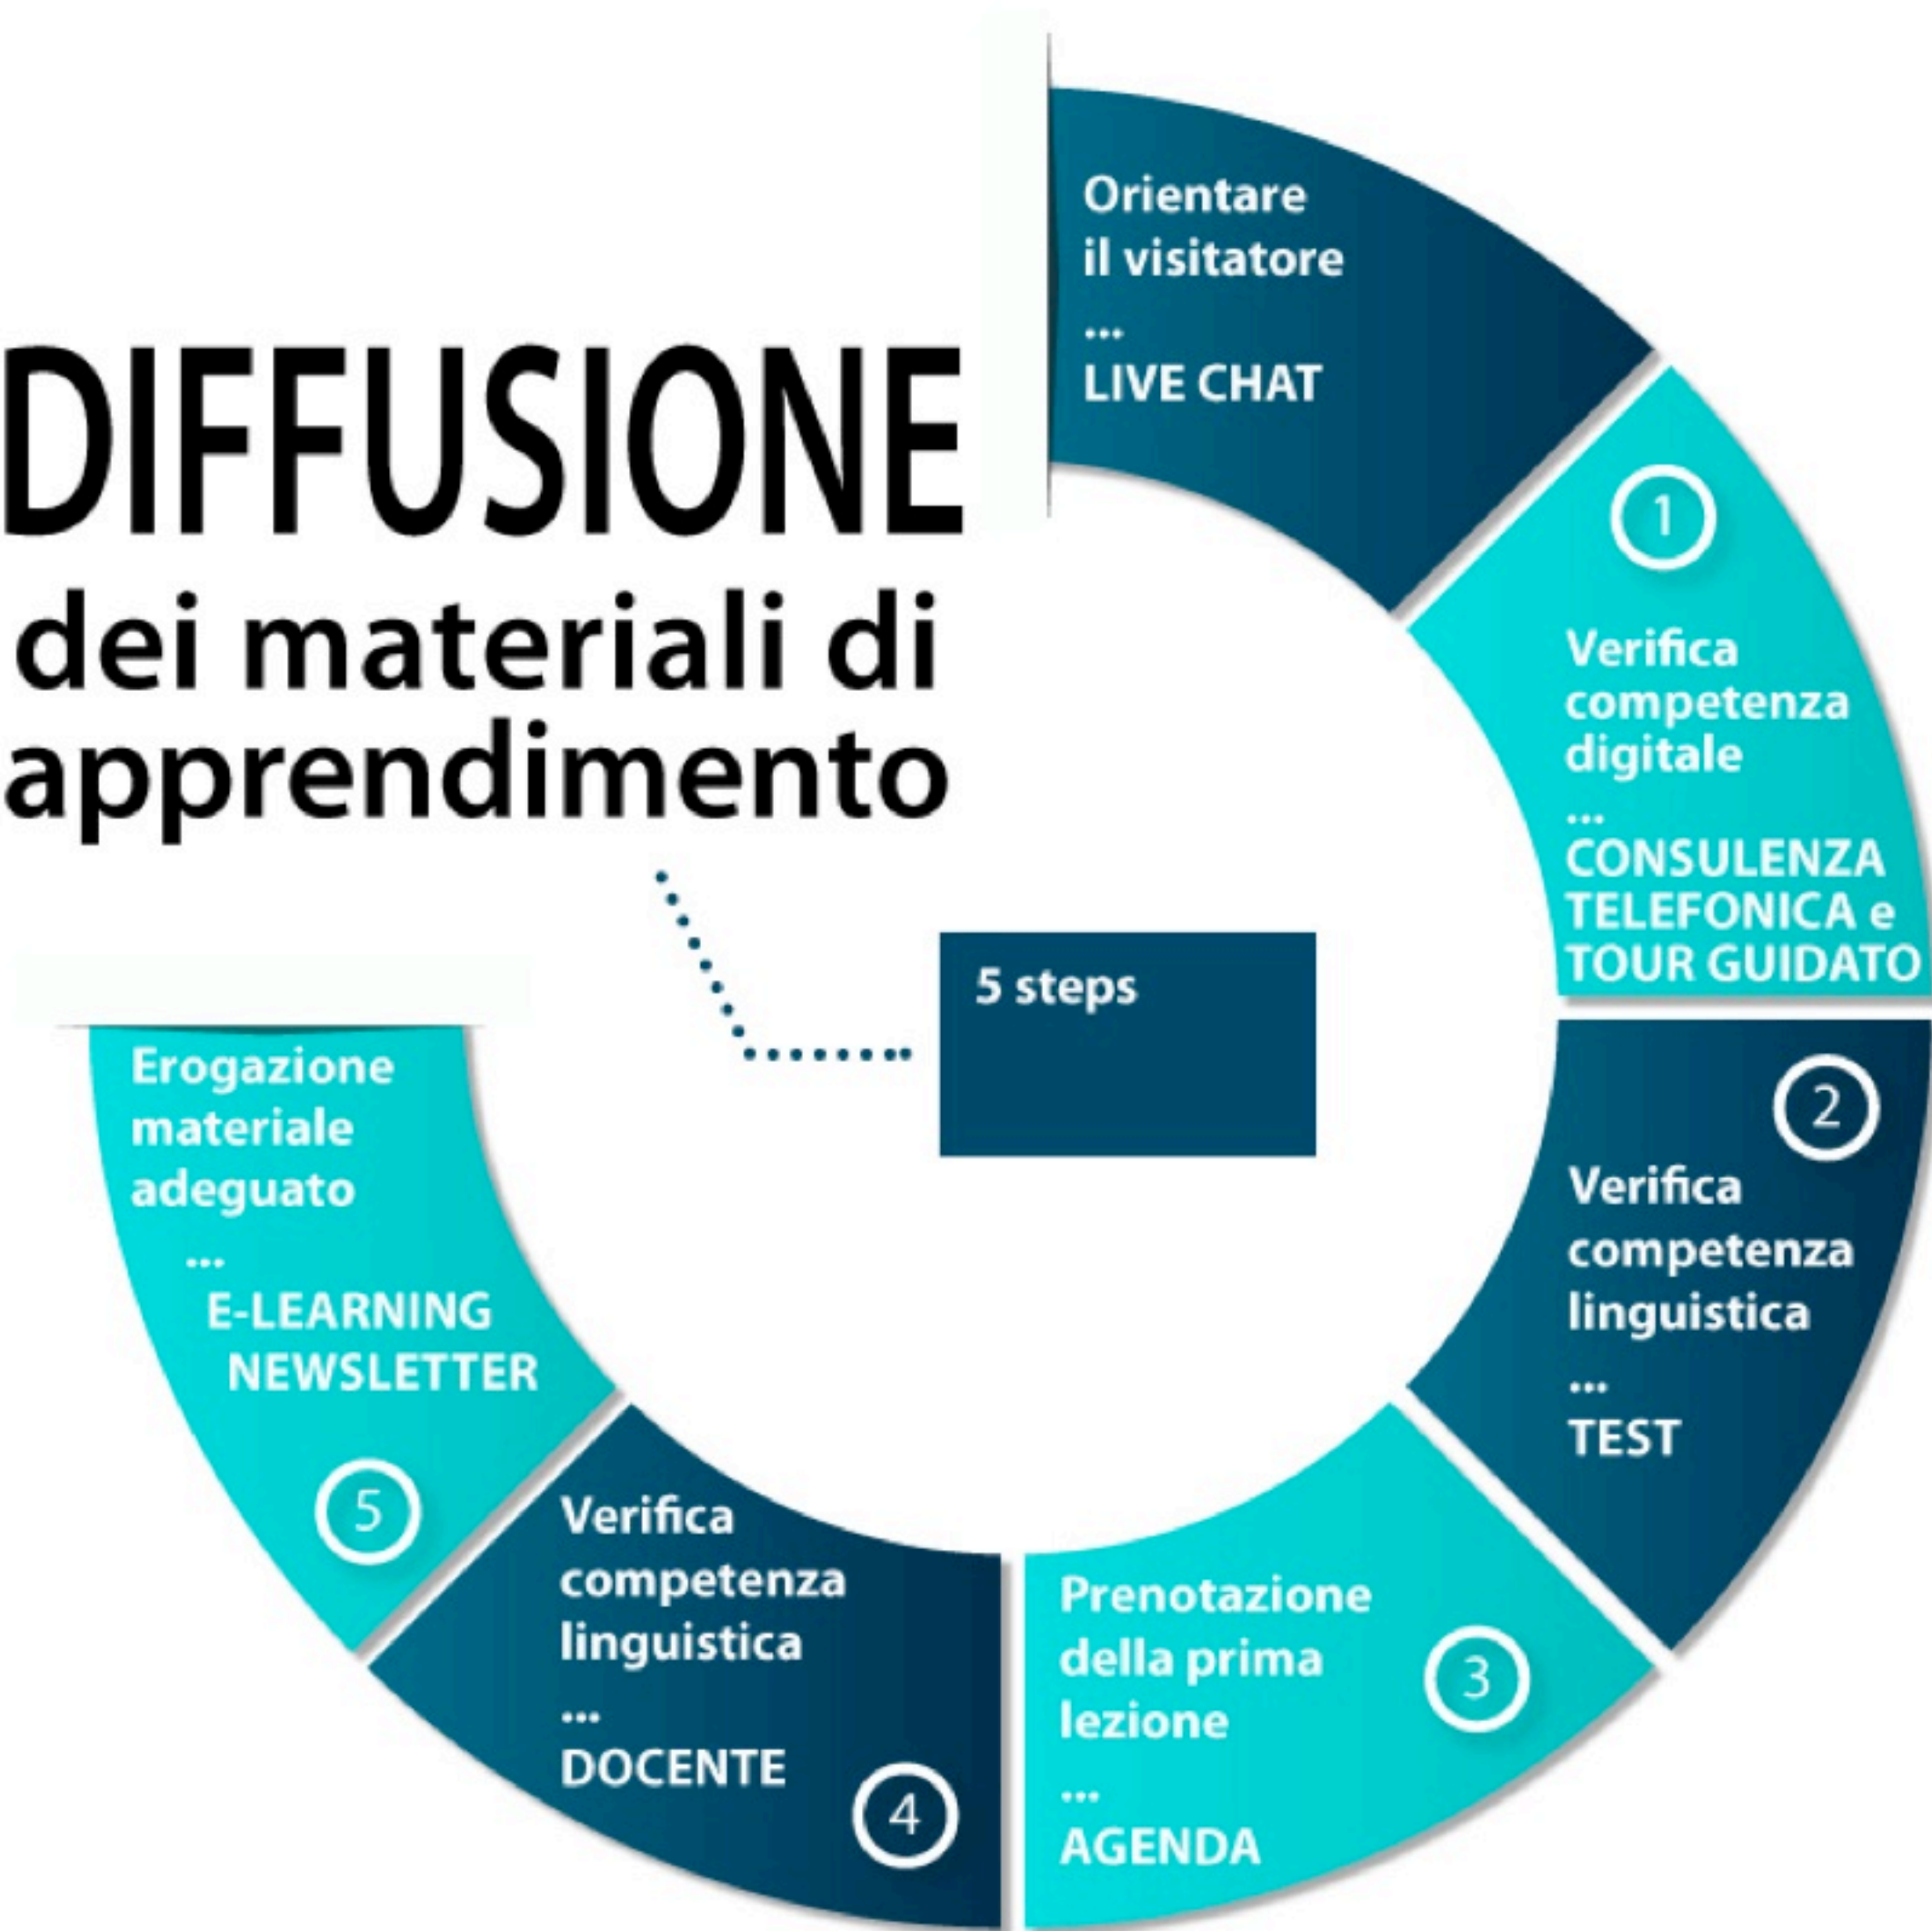 DIFFUSIONE
dei materiali di
apprendimento
5 steps
Orientare
il visitatore
...
LIVE CHAT
1
Verifica
competenza
digitale
...
CONSULENZA
TELEFONICA e
TOUR GUIDATO
2
Verifica
competenza
linguistica
...
TEST
Prenotazione
della prima
lezione
3
...
AGENDA
Verifica
competenza
linguistica
...
DOCENTE
4
Erogazione
materiale
adeguato
...
E-LEARNING
NEWSLETTER
5